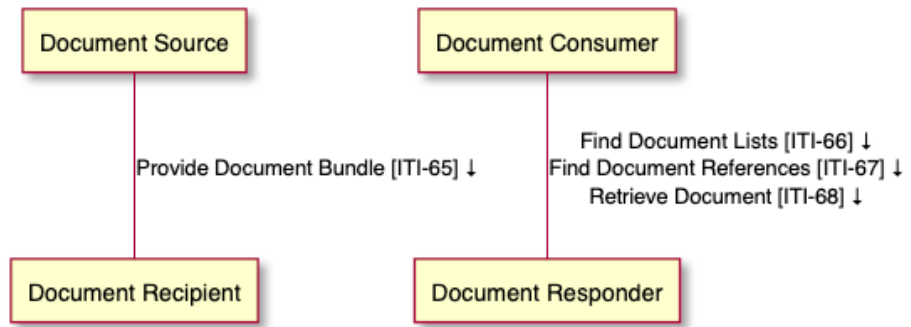 Document Source
Document Consumer
Provide Document Bundle [ITI-65] ↓
Find Document Lists [ITI-66] ↓
Find Document References [ITI-67] ↓
Retrieve Document [ITI-68] ↓
Document Recipient
Document Responder